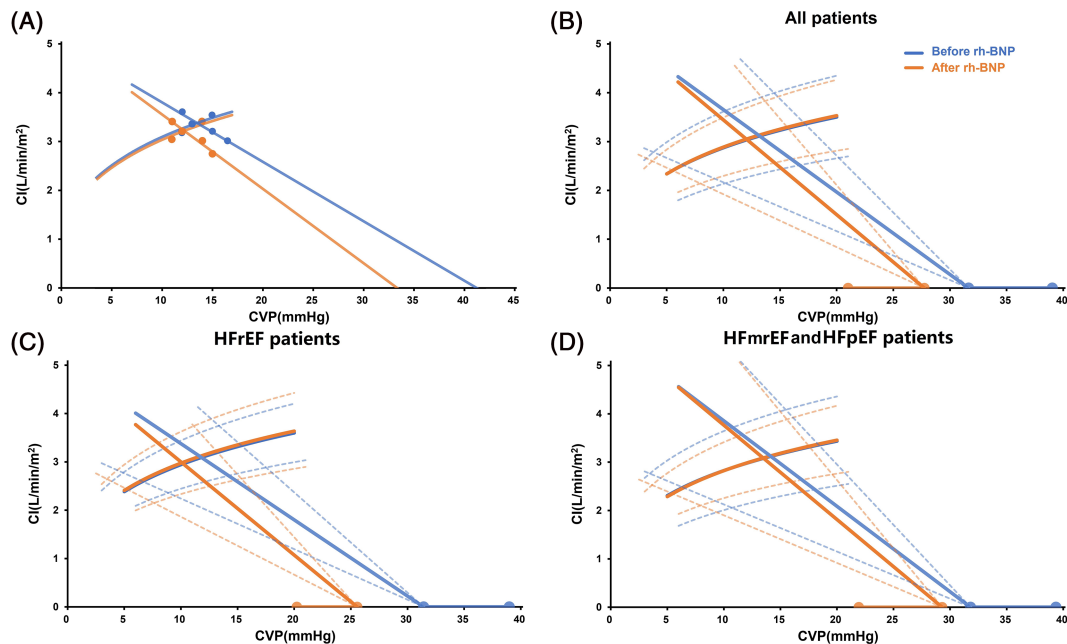 (A)
CI(L/min/m²)
5
4
3
2
1
0
0 5 10 15 20 25 30 35 40 45
CVP(mmHg)
(B)
All patients
Before rh-BNP
After rh-BNP
CI(L/min/m²)
5
4
3
2
1
0
0 5 10 15 20 25 30 35 40
CVP(mmHg)
(C)
HFrEF patients
CI(L/min/m²)
5
4
3
2
1
0
0 5 10 15 20 25 30 35 40
CVP(mmHg)
(D)
HFmrEFandHFpEF patients
CI(L/min/m²)
5
4
3
2
1
0
0 5 10 15 20 25 30 35 40
CVP(mmHg)